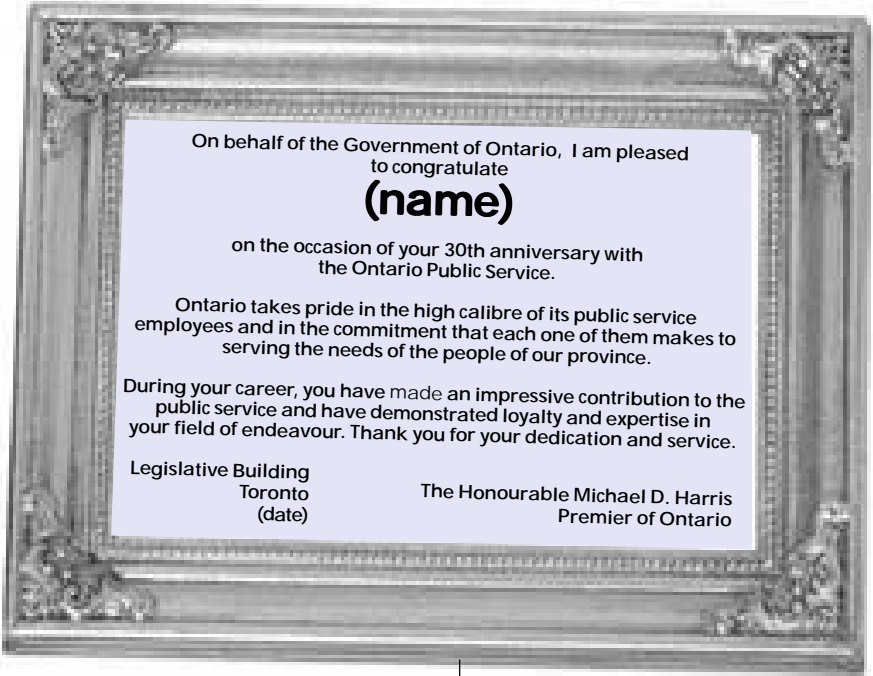 On behalf of the Government of Ontario, I am pleased
to congratulate
(name)
on the occasion of your 30th anniversary with
the Ontario Public Service.
Ontario takes pride in the high calibre of its public service
employees and in the commitment that each one of them makes to
serving the needs of the people of our province.
During your career, you have made an impressive contribution to the
public service and have demonstrated loyalty and expertise in
your field of endeavour. Thank you for your dedication and service.
Legislative Building
Toronto
(date)
The Honourable Michael D. Harris
Premier of Ontario